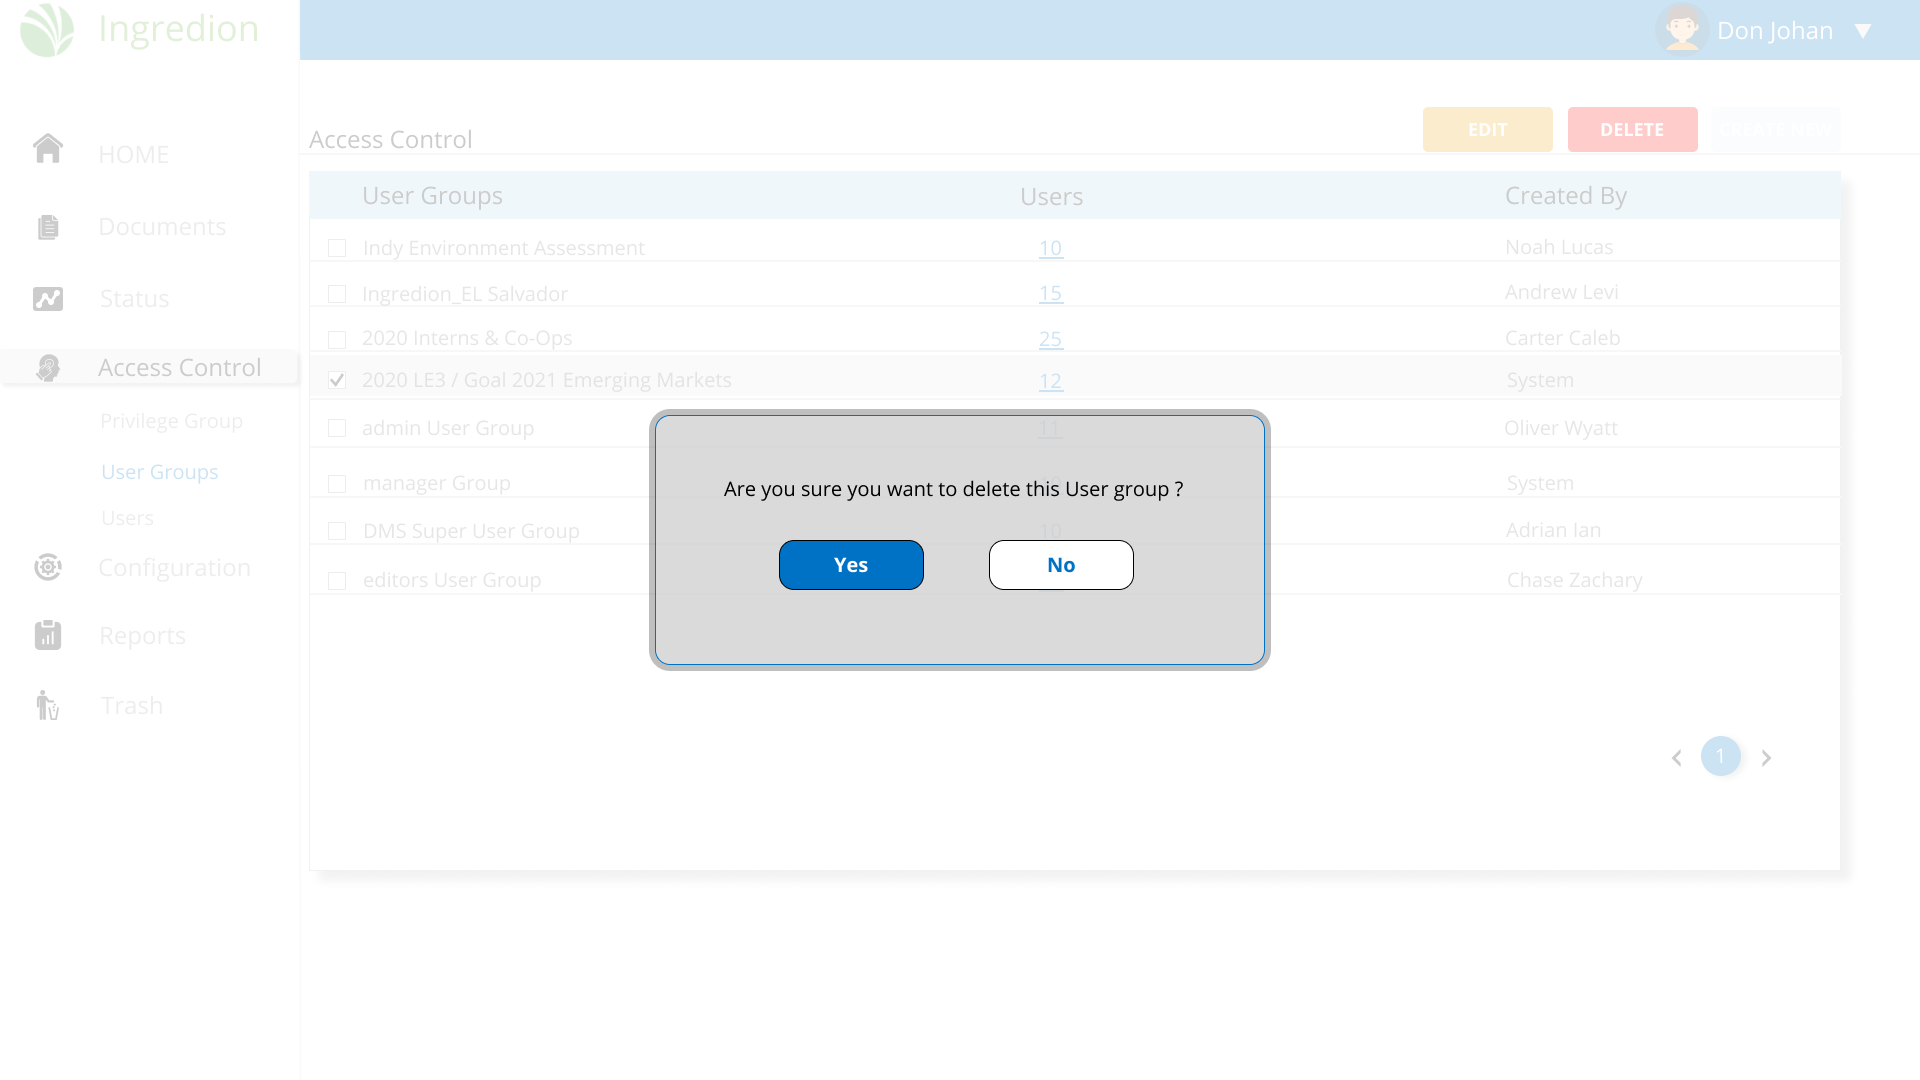 Ingredion
Don Johan
HOME
Documents
Status
Access Control
Privilege Group
User Groups
Users
Configuration
Reports
Trash
Access Control
EDIT
DELETE
CREATE NEW
User Groups Users Created By
Indy Environment Assessment 10 Noah Lucas
Ingredion_EL Salvador 15 Andrew Levi
2020 Interns & Co-Ops 25 Carter Caleb
2020 LE3 / Goal 2021 Emerging Markets 12 System
admin User Group 11 Oliver Wyatt
manager Group System
DMS Super User Group 10 Adrian Ian
editors User Group Chase Zachary
Are you sure you want to delete this User group ?
Yes
No
1